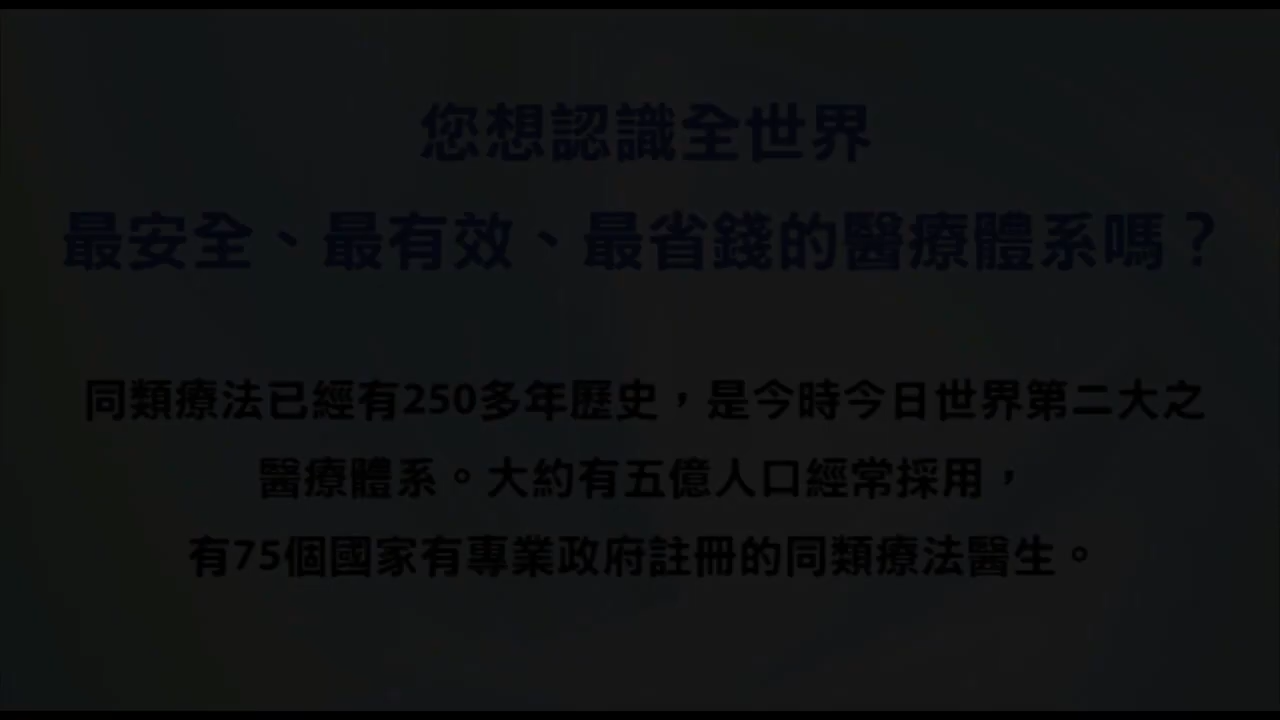 您想認識全世界
最安全、最有效、最省錢的醫療體系嗎？
同類療法已經有250多年歷史，是今時今日世界第二大之
醫療體系。大約有五億人口經常採用，
有75個國家有專業政府註冊的同類療法醫生。